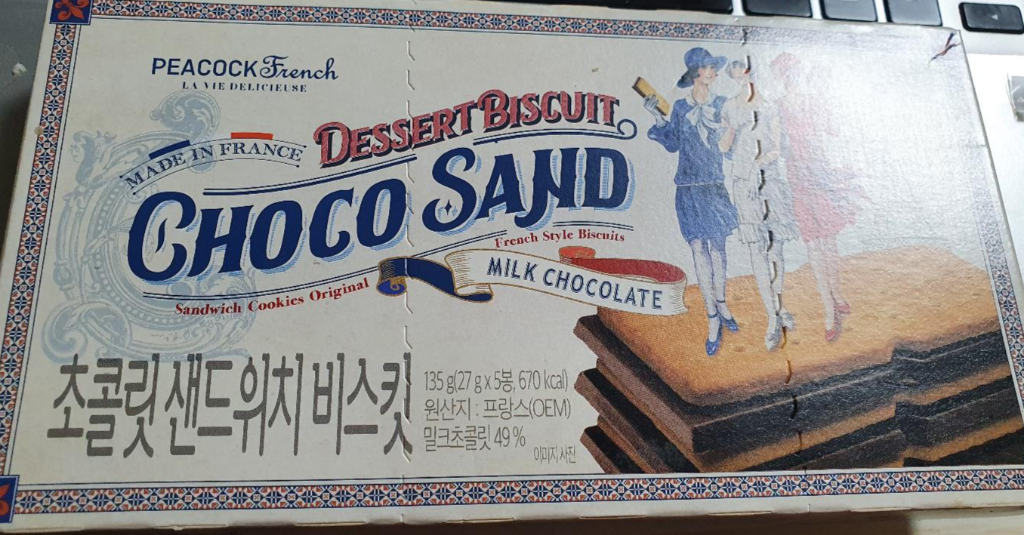 PEACOCK French
LA VIE DELICIEUSE
MADE IN FRANCE
DESSERT BISCUIT
CHOCO SAND
French Style Biscuits
MILK CHOCOLATE
Sandwich Cookies Original
초콜릿 샌드위치 비스킷
135 g(27 g x 5봉, 670 kcal)
원산지 : 프랑스(OEM)
밀크초콜릿 49 %
이미지 사진